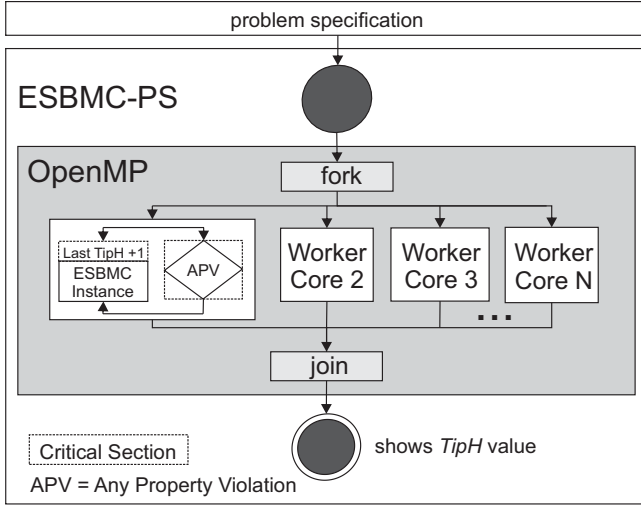 problem specification
ESBMC-PS
OpenMP
fork
Last TipH +1
ESBMC
Instance
APV
Worker
Core 2
Worker
Core 3
Worker
Core N
...
join
shows TipH value
Critical Section
APV = Any Property Violation